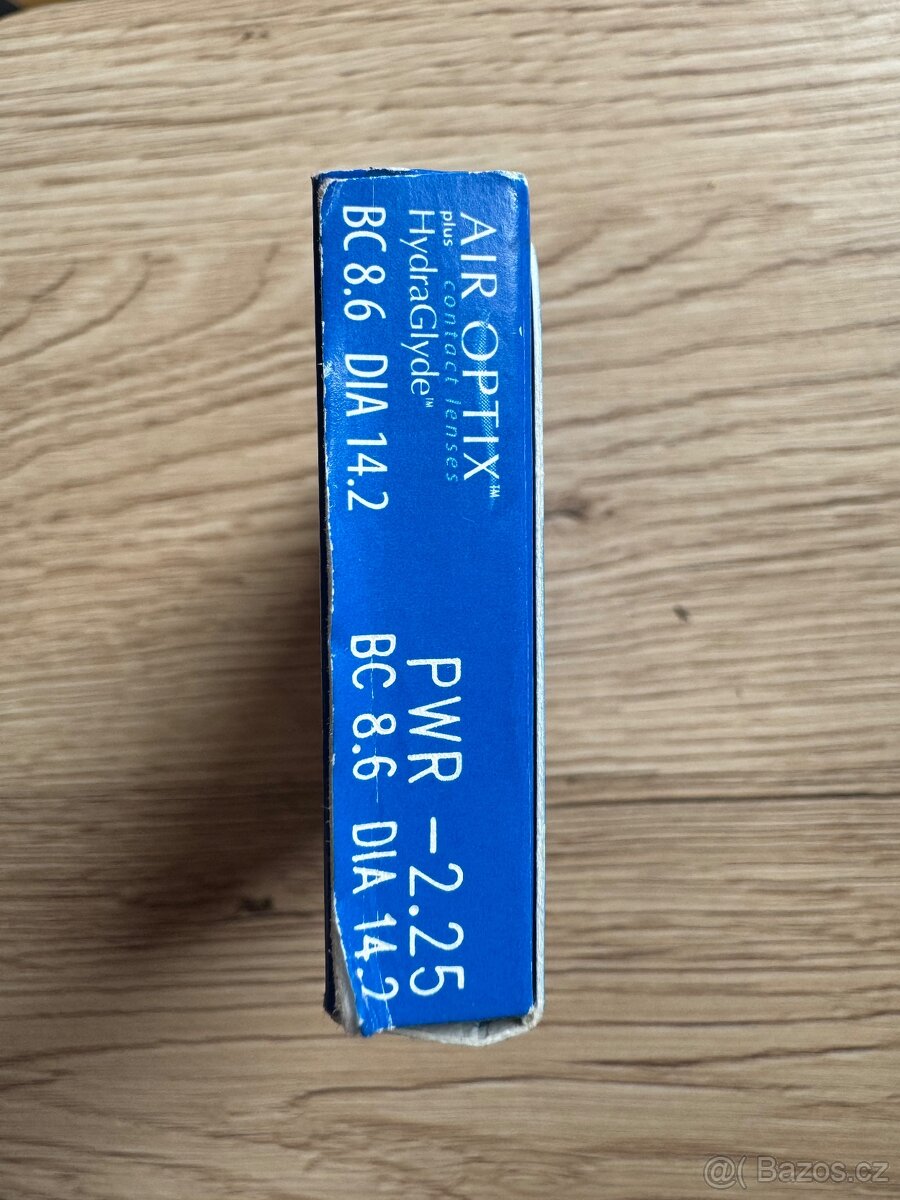 AIR OPTIX™
plus contact lenses
HydraGlyde™
BC 8.6 DIA 14.2
PWR -2.25
BC 8.6 DIA 14.2
@( Bazos.cz